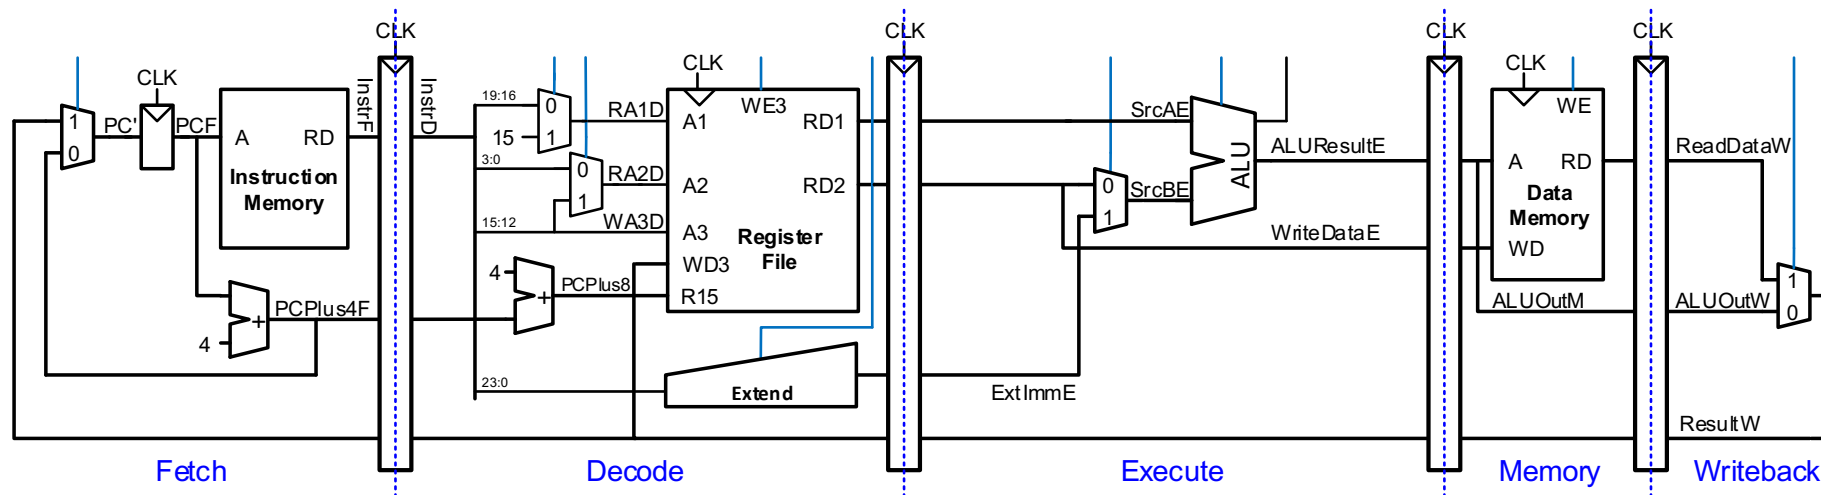 CLK
CLK
CLK
CLK
CLK
1
0
PC'
PCF
A
RD
Instruction
Memory
InstrF
InstrD
4
+
PCPlus4F
19:16
15
0
1
RA1D
3:0
0
1
RA2D
15:12
WA3D
4
+
PCPlus8
23:0
CLK
WE3
A1
RD1
A2
RD2
A3
WD3
R15
Register
File
Extend
ExtImmE
0
1
SrcAE
SrcBE
ALU
ALUResultE
WriteDataE
CLK
WE
A
RD
Data
Memory
WD
ALUOutM
ReadDataW
ALUOutW
1
0
ResultW
Fetch
Decode
Execute
Memory
Writeback